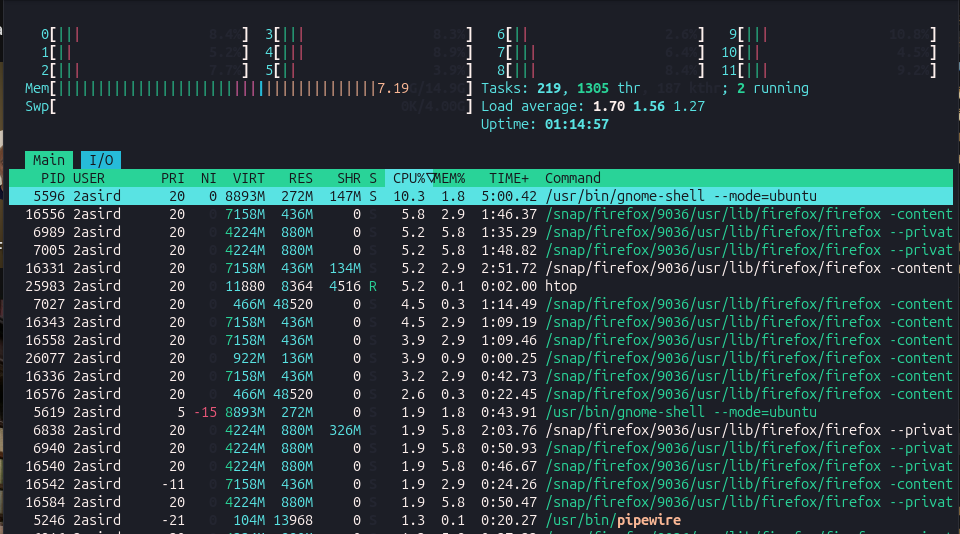 0[||| 8.4%] 3[||| 8.3%] 6[|| 2.6%] 9[||| 10.8%]
1[|| 5.2%] 4[||| 8.9%] 7[||| 6.4%] 10[|| 4.5%]
2[||| 7.7%] 5[|| 3.9%] 8[||| 8.4%] 11[||| 9.2%]
Mem[||||||||||||||||||||||||||||||||||||||||7.19G/14.9G] Tasks: 219, 1305 thr, 187 kthr; 2 running
Swp[ 0K/4.00G] Load average: 1.70 1.56 1.27
Uptime: 01:14:57
Main I/O
PID USER PRI NI VIRT RES SHR S CPU%▽MEM% TIME+ Command
5596 2asird 20 0 8893M 272M 147M S 10.3 1.8 5:00.42 /usr/bin/gnome-shell --mode=ubuntu
16556 2asird 20 0 7158M 436M 0 S 5.8 2.9 1:46.37 /snap/firefox/9036/usr/lib/firefox/firefox -content
6989 2asird 20 0 4224M 880M 0 S 5.2 5.8 1:35.29 /snap/firefox/9036/usr/lib/firefox/firefox --privat
7005 2asird 20 0 4224M 880M 0 S 5.2 5.8 1:48.82 /snap/firefox/9036/usr/lib/firefox/firefox --privat
16331 2asird 20 0 7158M 436M 134M S 5.2 2.9 2:51.72 /snap/firefox/9036/usr/lib/firefox/firefox -content
25983 2asird 20 0 11880 8364 4516 R 5.2 0.1 0:02.00 htop
7027 2asird 20 0 466M 48520 0 S 4.5 0.3 1:14.49 /snap/firefox/9036/usr/lib/firefox/firefox -content
16343 2asird 20 0 7158M 436M 0 S 4.5 2.9 1:09.19 /snap/firefox/9036/usr/lib/firefox/firefox -content
16558 2asird 20 0 7158M 436M 0 S 3.9 2.9 1:09.46 /snap/firefox/9036/usr/lib/firefox/firefox -content
26077 2asird 20 0 922M 136M 0 S 3.9 0.9 0:00.25 /snap/firefox/9036/usr/lib/firefox/firefox -content
16336 2asird 20 0 7158M 436M 0 S 3.2 2.9 0:42.73 /snap/firefox/9036/usr/lib/firefox/firefox -content
16576 2asird 20 0 466M 48520 0 S 2.6 0.3 0:22.45 /snap/firefox/9036/usr/lib/firefox/firefox -content
5619 2asird 5 -15 8893M 272M 0 S 1.9 1.8 0:43.91 /usr/bin/gnome-shell --mode=ubuntu
6838 2asird 20 0 4224M 880M 326M S 1.9 5.8 2:03.76 /snap/firefox/9036/usr/lib/firefox/firefox --privat
6940 2asird 20 0 4224M 880M 0 S 1.9 5.8 0:50.93 /snap/firefox/9036/usr/lib/firefox/firefox --privat
16540 2asird 20 0 4224M 880M 0 S 1.9 5.8 0:46.67 /snap/firefox/9036/usr/lib/firefox/firefox --privat
16542 2asird -11 0 7158M 436M 0 S 1.9 2.9 0:24.26 /snap/firefox/9036/usr/lib/firefox/firefox -content
16584 2asird 20 0 4224M 880M 0 S 1.9 5.8 0:50.47 /snap/firefox/9036/usr/lib/firefox/firefox --privat
5246 2asird -21 0 104M 13968 0 S 1.3 0.1 0:20.27 /usr/bin/pipewire